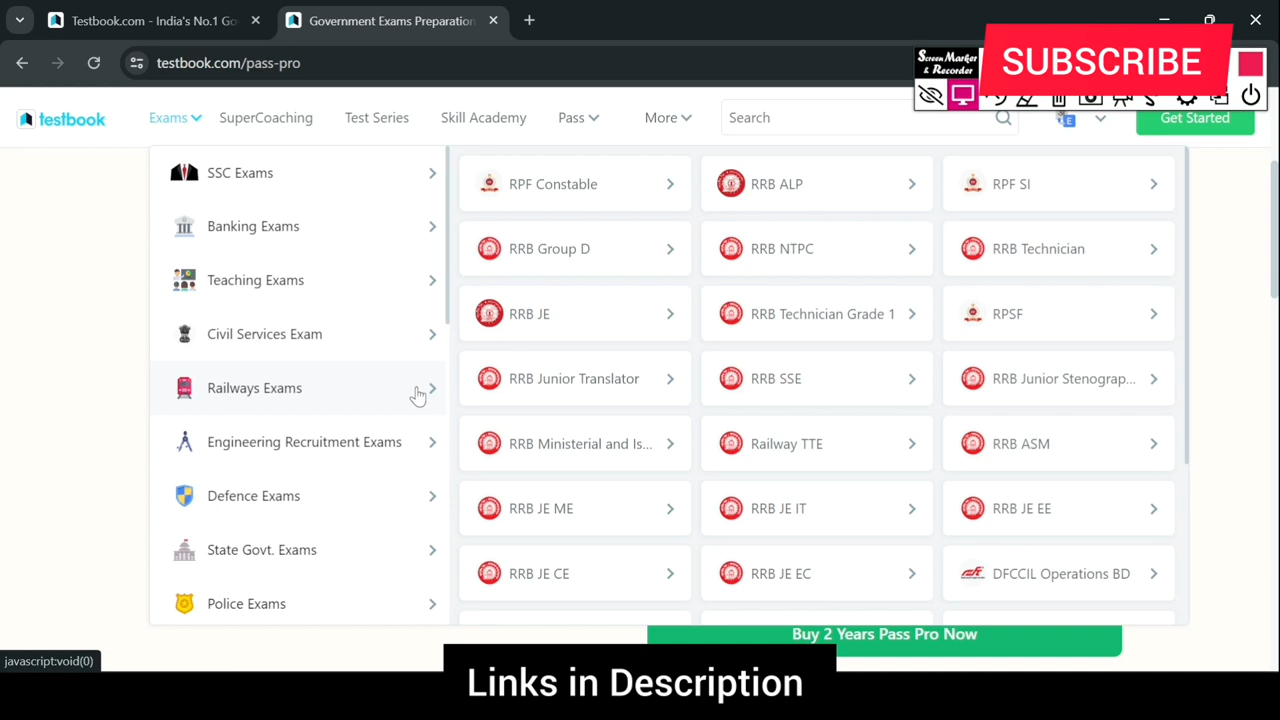 Testbook.com - India's No.1 Go
Government Exams Preparation
testbook.com/pass-pro
Screen Marker
& Recorder
SUBSCRIBE
testbook
Exams
SuperCoaching
Test Series
Skill Academy
Pass
More
Search
E
Get Started
SSC Exams
Banking Exams
Teaching Exams
Civil Services Exam
Railways Exams
Engineering Recruitment Exams
Defence Exams
State Govt. Exams
Police Exams
RPF Constable
RRB ALP
RPF SI
RRB Group D
RRB NTPC
RRB Technician
RRB JE
RRB Technician Grade 1
RPSF
RRB Junior Translator
RRB SSE
RRB Junior Stenograp...
RRB Ministerial and Is...
Railway TTE
RRB ASM
RRB JE ME
RRB JE IT
RRB JE EE
RRB JE CE
RRB JE EC
DFCCIL Operations BD
Buy 2 Years Pass Pro Now
javascript:void(0)
Links in Description